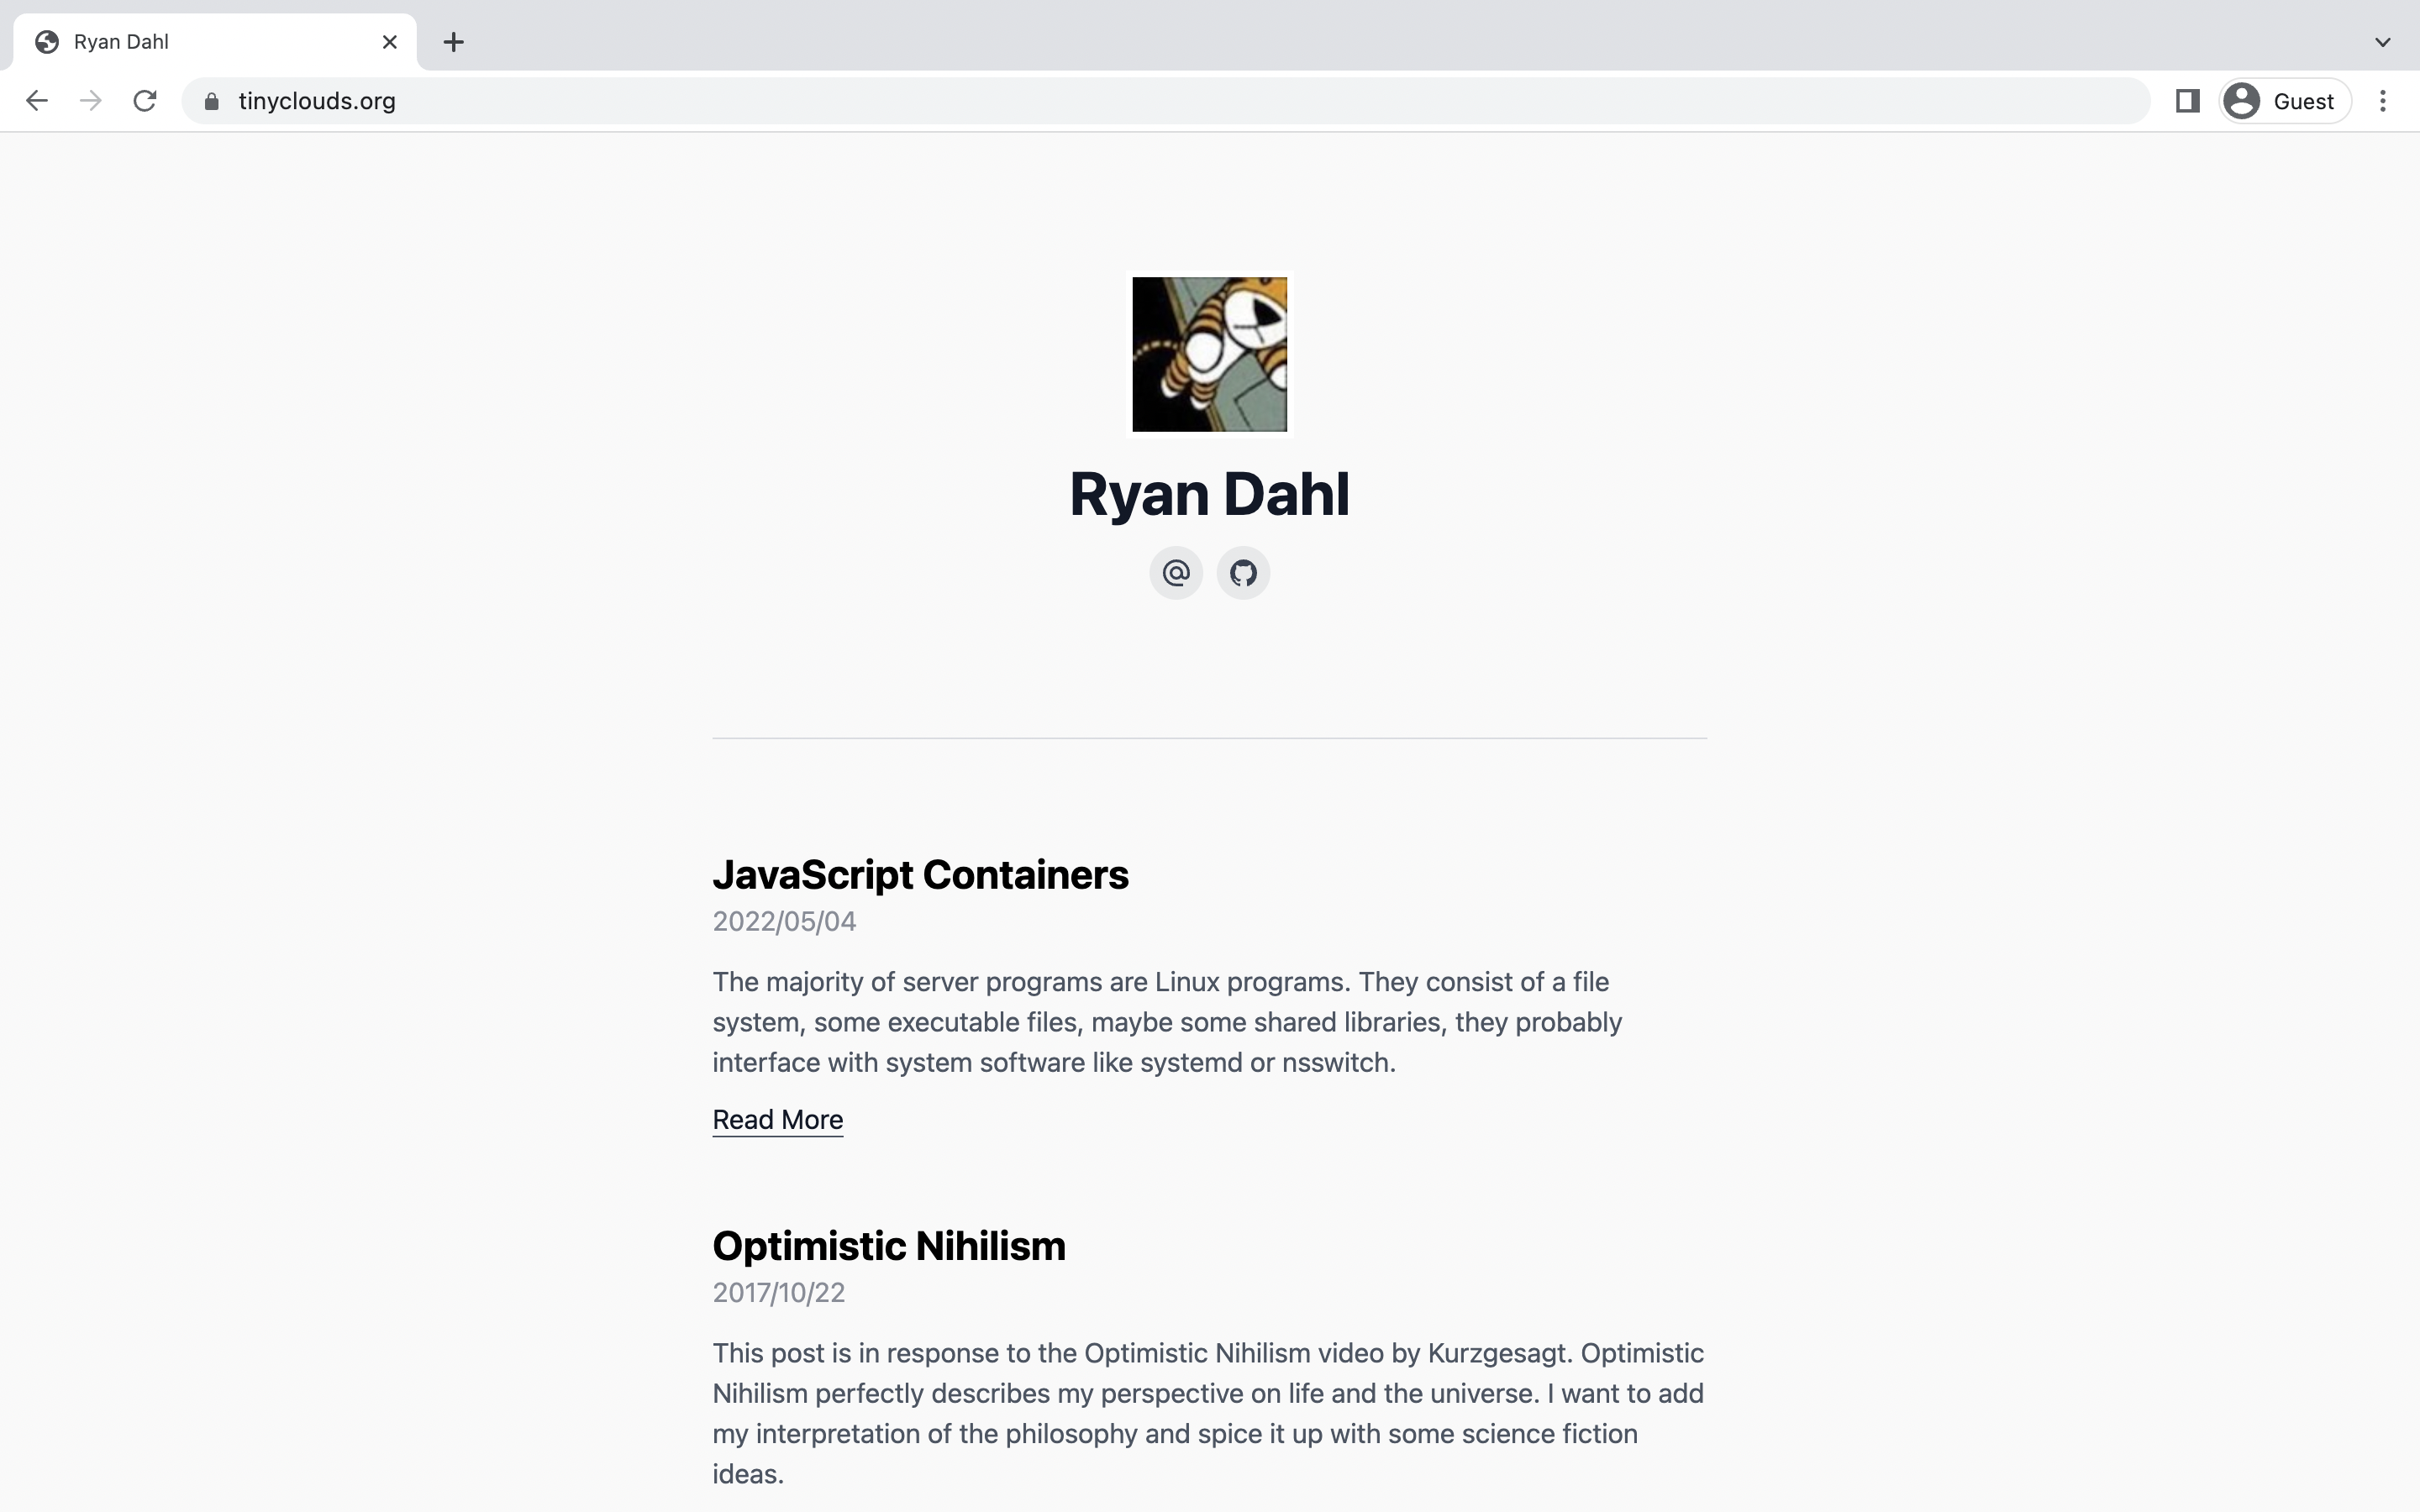 Ryan Dahl
tinyclouds.org
Guest
Ryan Dahl
JavaScript Containers
2022/05/04
The majority of server programs are Linux programs. They consist of a file
system, some executable files, maybe some shared libraries, they probably
interface with system software like systemd or nsswitch.
Read More
Optimistic Nihilism
2017/10/22
This post is in response to the Optimistic Nihilism video by Kurzgesagt. Optimistic
Nihilism perfectly describes my perspective on life and the universe. I want to add
my interpretation of the philosophy and spice it up with some science fiction
ideas.